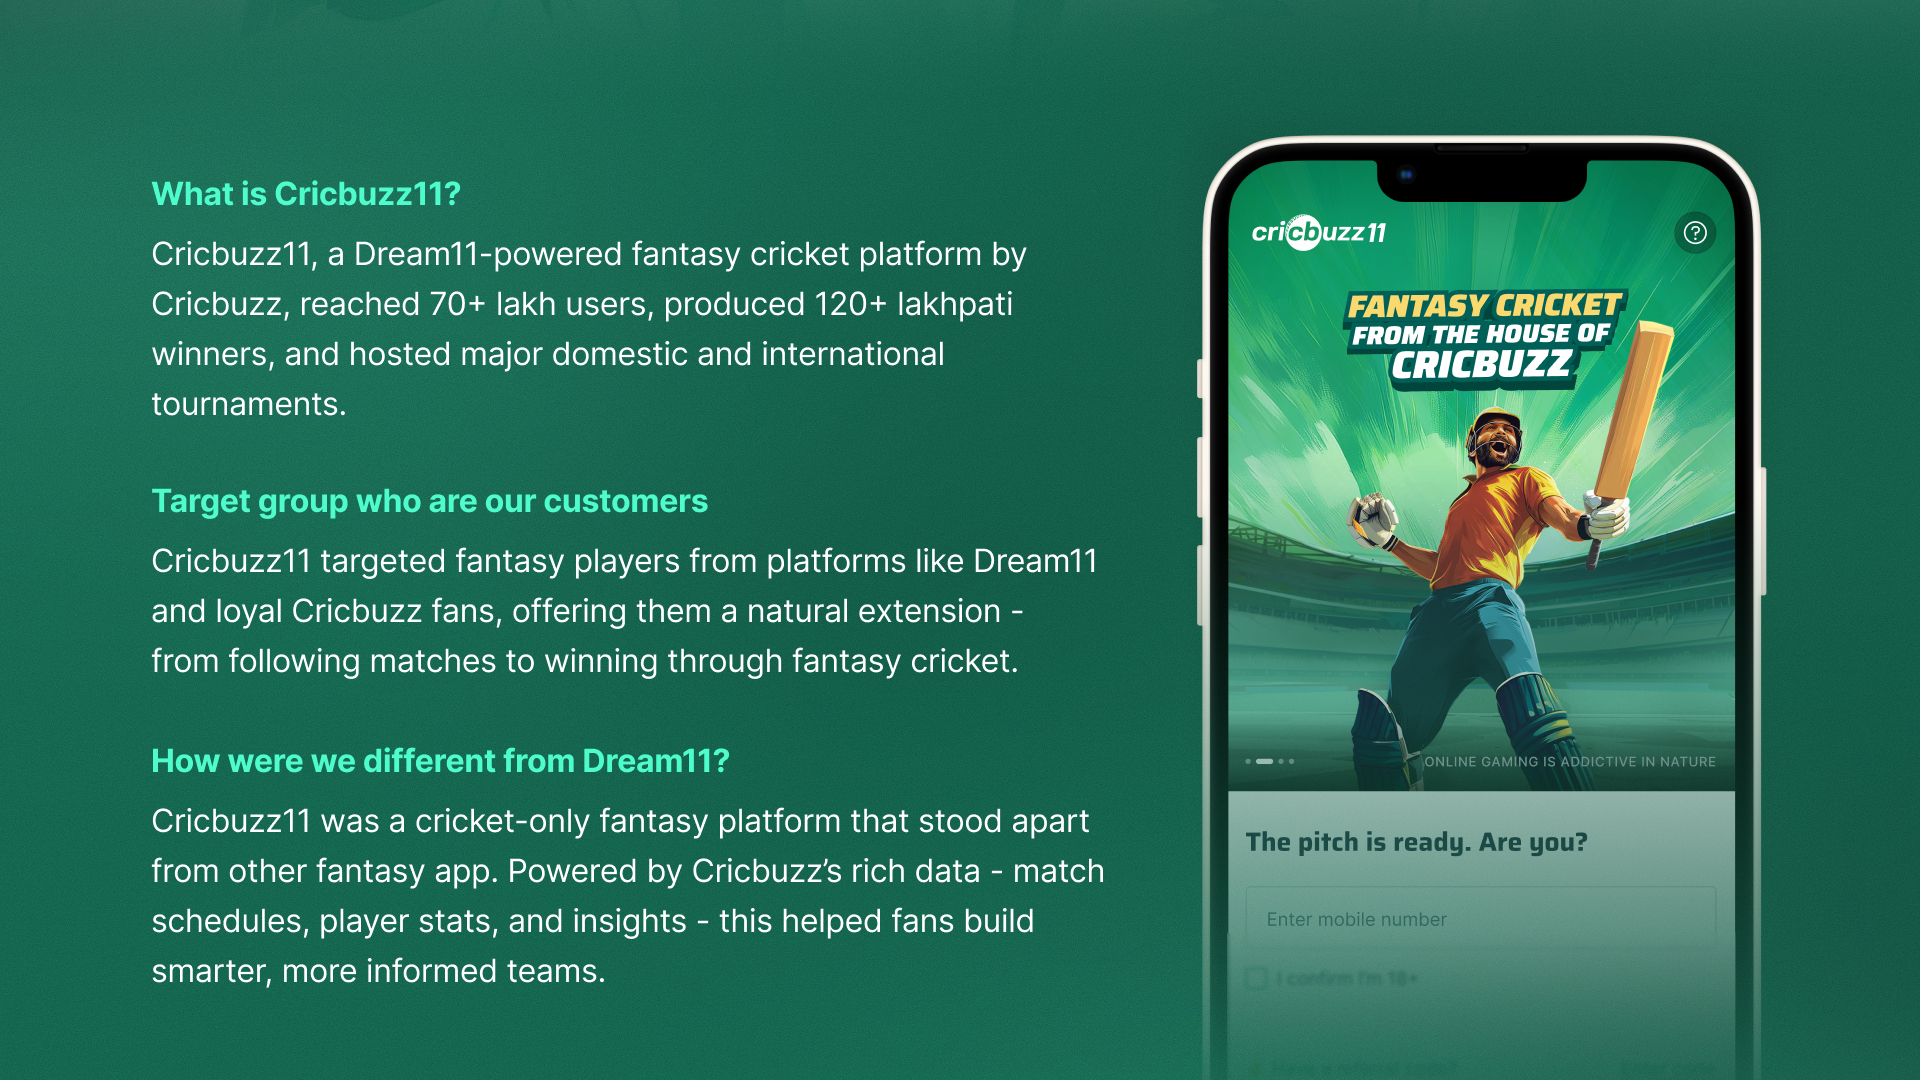 What is Cricbuzz11?
Cricbuzz11, a Dream11-powered fantasy cricket platform by
Cricbuzz, reached 70+ lakh users, produced 120+ lakhpati
winners, and hosted major domestic and international
tournaments.
Target group who are our customers
Cricbuzz11 targeted fantasy players from platforms like Dream11
and loyal Cricbuzz fans, offering them a natural extension -
from following matches to winning through fantasy cricket.
How were we different from Dream11?
Cricbuzz11 was a cricket-only fantasy platform that stood apart
from other fantasy app. Powered by Cricbuzz’s rich data - match
schedules, player stats, and insights - this helped fans build
smarter, more informed teams.
cricbuzz11
FANTASY CRICKET
FROM THE HOUSE OF
CRICBUZZ
ONLINE GAMING IS ADDICTIVE IN NATURE
The pitch is ready. Are you?
Enter mobile number
I confirm I'm 18+